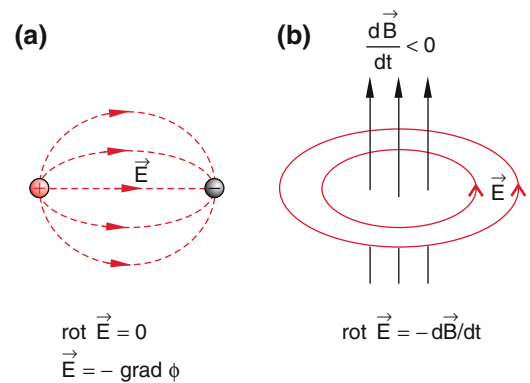 (a)
+
E⃗
−
rot E⃗ = 0
E⃗ = − grad ϕ
(b)
dB⃗/dt < 0
E⃗
rot E⃗ = − dB⃗/dt